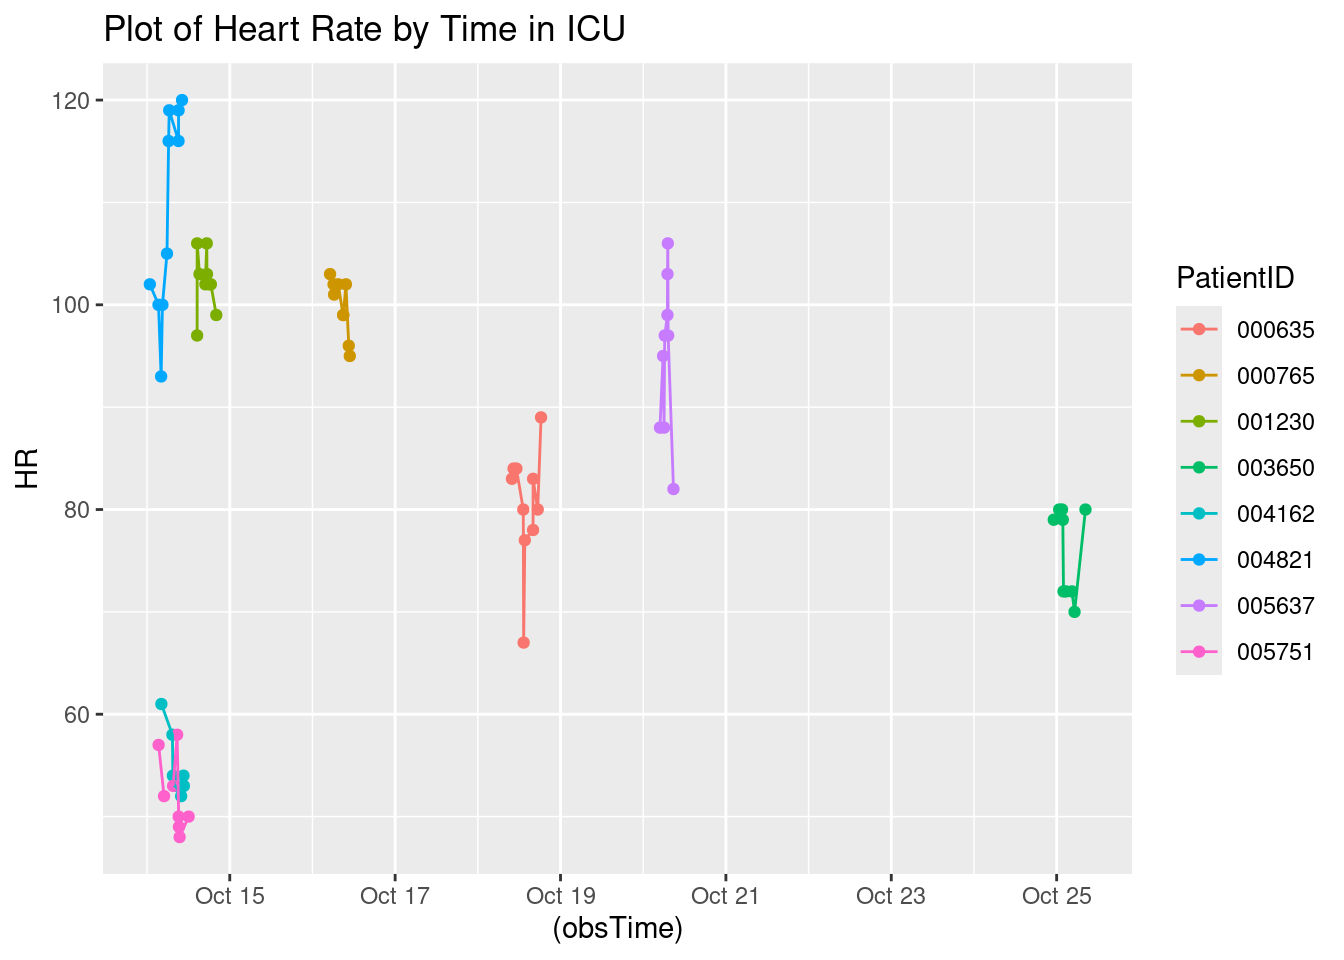 Plot of Heart Rate by Time in ICU
120
100
80
60
HR
Oct 15
Oct 17
Oct 19
Oct 21
Oct 23
Oct 25
(obsTime)
PatientID
000635
000765
001230
003650
004162
004821
005637
005751